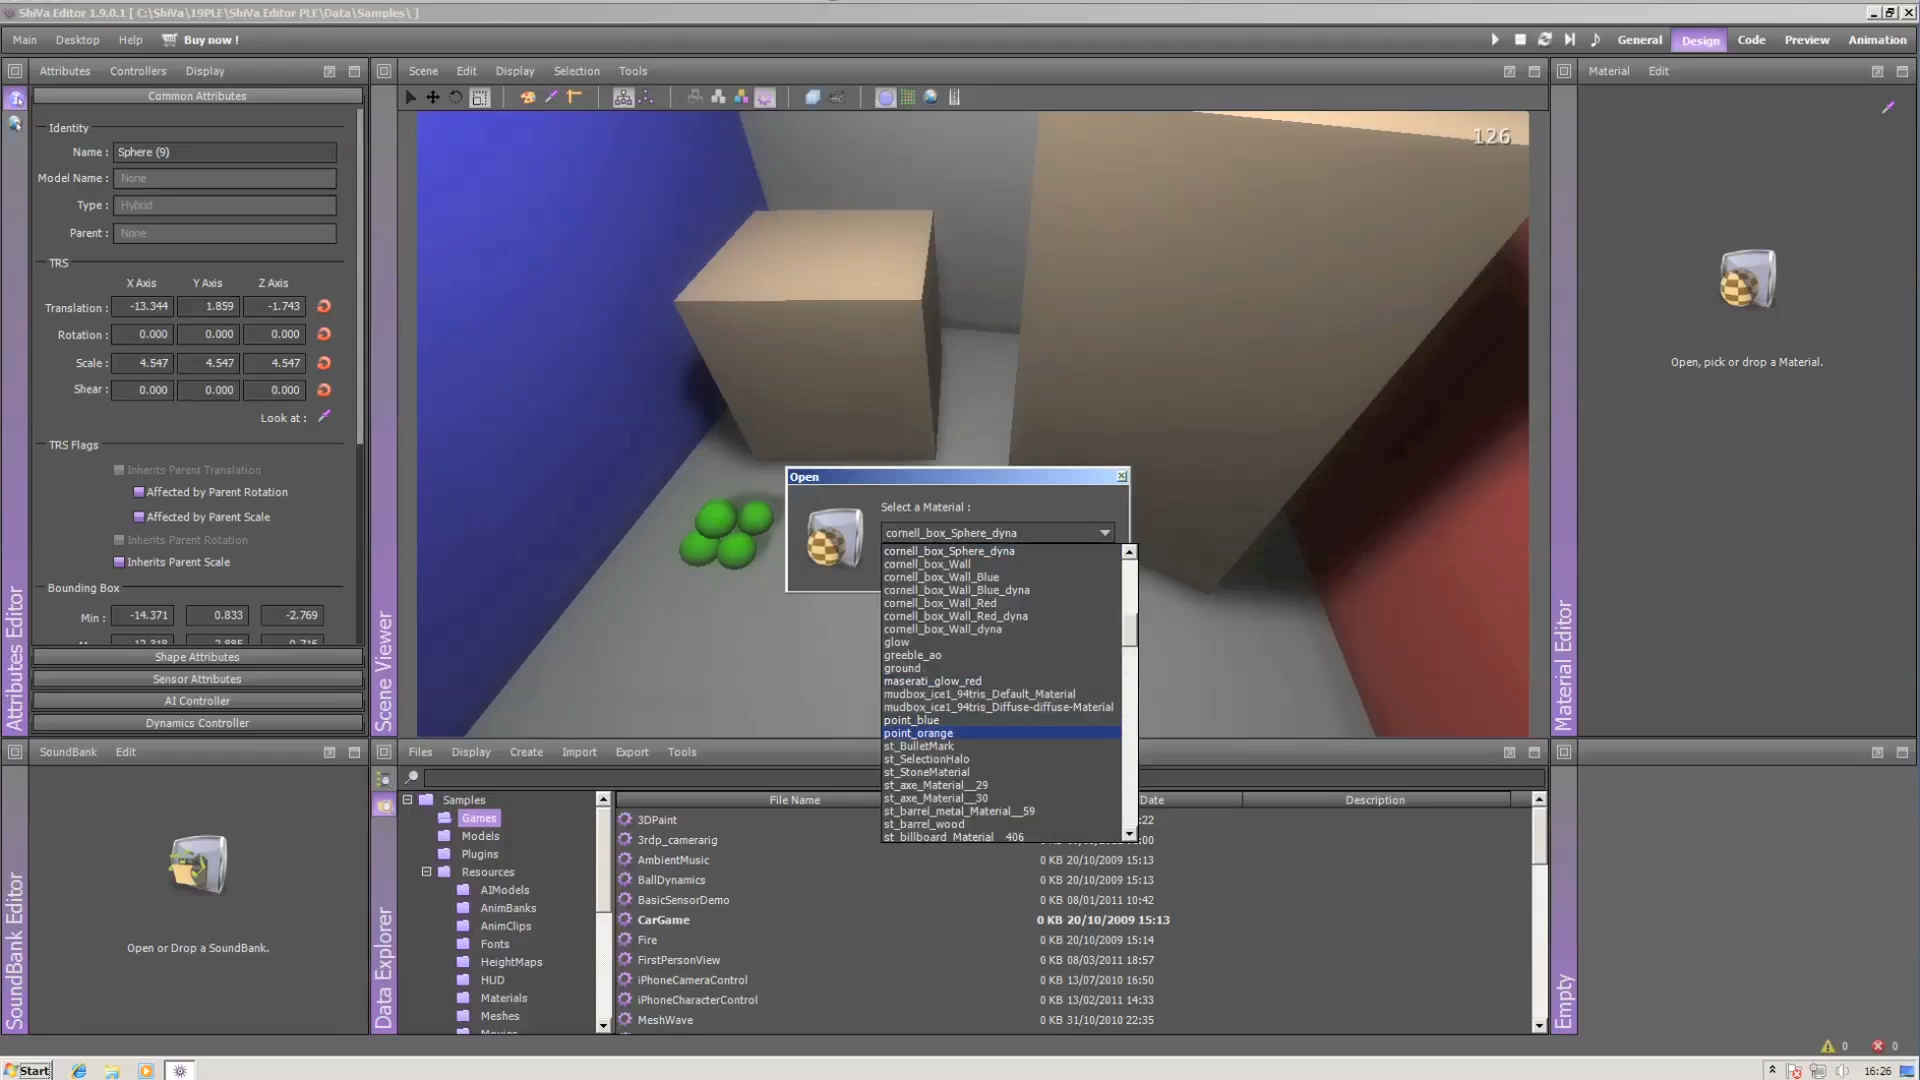 ShiVa Editor 1.9.0.1 [ C:\ShiVa\19PLE\ShiVa Editor PLE\Data\Samples\ ]
Main Desktop Help Buy now !
General Design Code Preview Animation
Attributes Controllers Display
Scene Edit Display Selection Tools
Material Edit
Common Attributes
126
Identity
Name : Sphere (9)
Model Name : None
Type : Hybrid
Parent : None
TRS
X Axis Y Axis Z Axis
Translation : -13.344 1.859 -1.743
Rotation : 0.000 0.000 0.000
Scale : 4.547 4.547 4.547
Shear : 0.000 0.000 0.000
Look at :
TRS Flags
Inherits Parent Translation
Affected by Parent Rotation
Affected by Parent Scale
Inherits Parent Rotation
Inherits Parent Scale
Bounding Box
Min : -14.371 0.833 -2.769
Shape Attributes
Sensor Attributes
AI Controller
Dynamics Controller
Attributes Editor
Scene Viewer
Open, pick or drop a Material.
Material Editor
Open
Select a Material :
cornell_box_Sphere_dyna
cornell_box_Sphere_dyna
cornell_box_Wall
cornell_box_Wall_Blue
cornell_box_Wall_Blue_dyna
cornell_box_Wall_Red
cornell_box_Wall_Red_dyna
cornell_box_Wall_dyna
glow
greeble_ao
ground
maserati_glow_red
mudbox_ice1_94tris_Default_Material
mudbox_ice1_94tris_Diffuse-diffuse-Material
point_blue
point_orange
st_BulletMark
st_SelectionHalo
st_StoneMaterial
st_axe_Material__29
st_axe_Material__30
st_barrel_metal_Material__59
st_barrel_wood
st_billboard_Material__406
SoundBank Edit
Open or Drop a SoundBank.
SoundBank Editor
Files Display Create Import Export Tools
Samples
Games
Models
Plugins
Resources
AIModels
AnimBanks
AnimClips
Fonts
HeightMaps
HUD
Materials
Meshes
Data Explorer
File Name Date Description
3DPaint :22
3rdp_camerarig :00
AmbientMusic 0 KB 20/10/2009 15:13
BallDynamics 0 KB 20/10/2009 15:13
BasicSensorDemo 0 KB 08/01/2011 10:42
CarGame 0 KB 20/10/2009 15:13
Fire 0 KB 20/10/2009 15:14
FirstPersonView 0 KB 08/03/2011 18:57
iPhoneCameraControl 0 KB 13/07/2010 16:50
iPhoneCharacterControl 0 KB 13/02/2011 14:33
MeshWave 0 KB 31/10/2010 22:35
Empty
0 0
Start
16:26